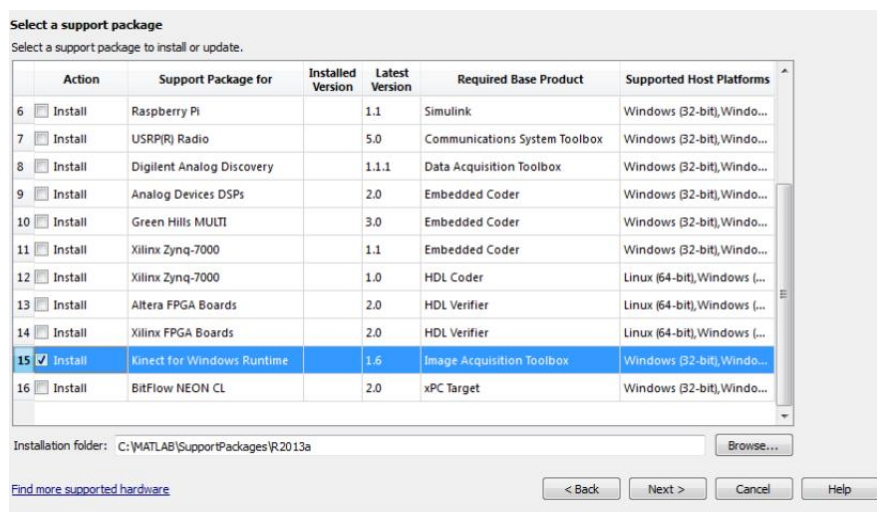 Select a support package
Select a support package to install or update.
Action Support Package for Installed Version Latest Version Required Base Product Supported Host Platforms
6 Install Raspberry Pi 1.1 Simulink Windows (32-bit),Windo...
7 Install USRP(R) Radio 5.0 Communications System Toolbox Windows (32-bit),Windo...
8 Install Digilent Analog Discovery 1.1.1 Data Acquisition Toolbox Windows (32-bit),Windo...
9 Install Analog Devices DSPs 2.0 Embedded Coder Windows (32-bit),Windo...
10 Install Green Hills MULTI 3.0 Embedded Coder Windows (32-bit),Windo...
11 Install Xilinx Zynq-7000 1.1 Embedded Coder Windows (32-bit),Windo...
12 Install Xilinx Zynq-7000 1.0 HDL Coder Linux (64-bit),Windows (...
13 Install Altera FPGA Boards 2.0 HDL Verifier Linux (64-bit),Windows (...
14 Install Xilinx FPGA Boards 2.0 HDL Verifier Linux (64-bit),Windows (...
15 Install Kinect for Windows Runtime 1.6 Image Acquisition Toolbox Windows (32-bit),Windo...
16 Install BitFlow NEON CL 2.0 xPC Target Windows (32-bit),Windo...
Installation folder: C:\MATLAB\SupportPackages\R2013a Browse...
Find more supported hardware < Back Next > Cancel Help